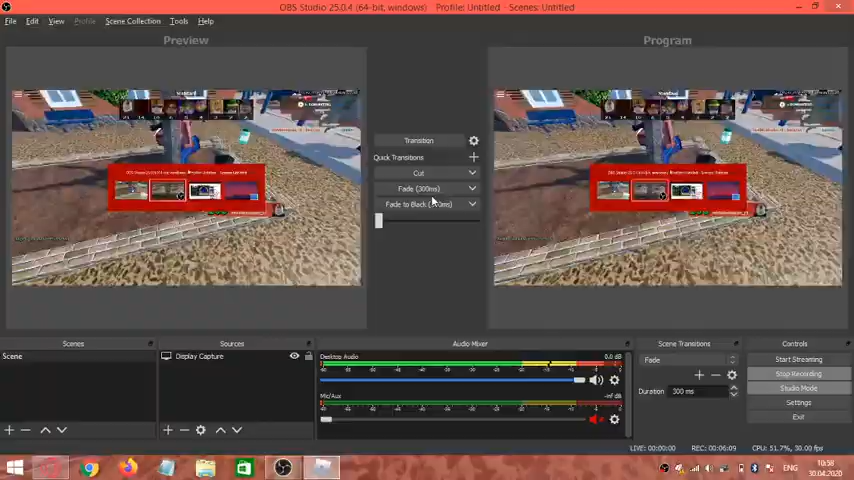 OBS Studio 25.0.4 (64-bit, windows) - Profile: Untitled - Scenes: Untitled
File Edit View Profile Scene Collection Tools Help
Preview
Program
Transition
Quick Transitions
Cut
Fade (300ms)
Fade to Black
Scenes
Sources
Audio Mixer
Scene Transitions
Controls
Scene
Display Capture
Desktop Audio
0.0 dB
Mic/Aux
-inf dB
Fade
Duration 300 ms
Start Streaming
Stop Recording
Studio Mode
Settings
Exit
LIVE: 00:00:00 REC: 00:06:09 CPU: 51.7%, 30.00 fps
ENG
10:58
30.04.2020